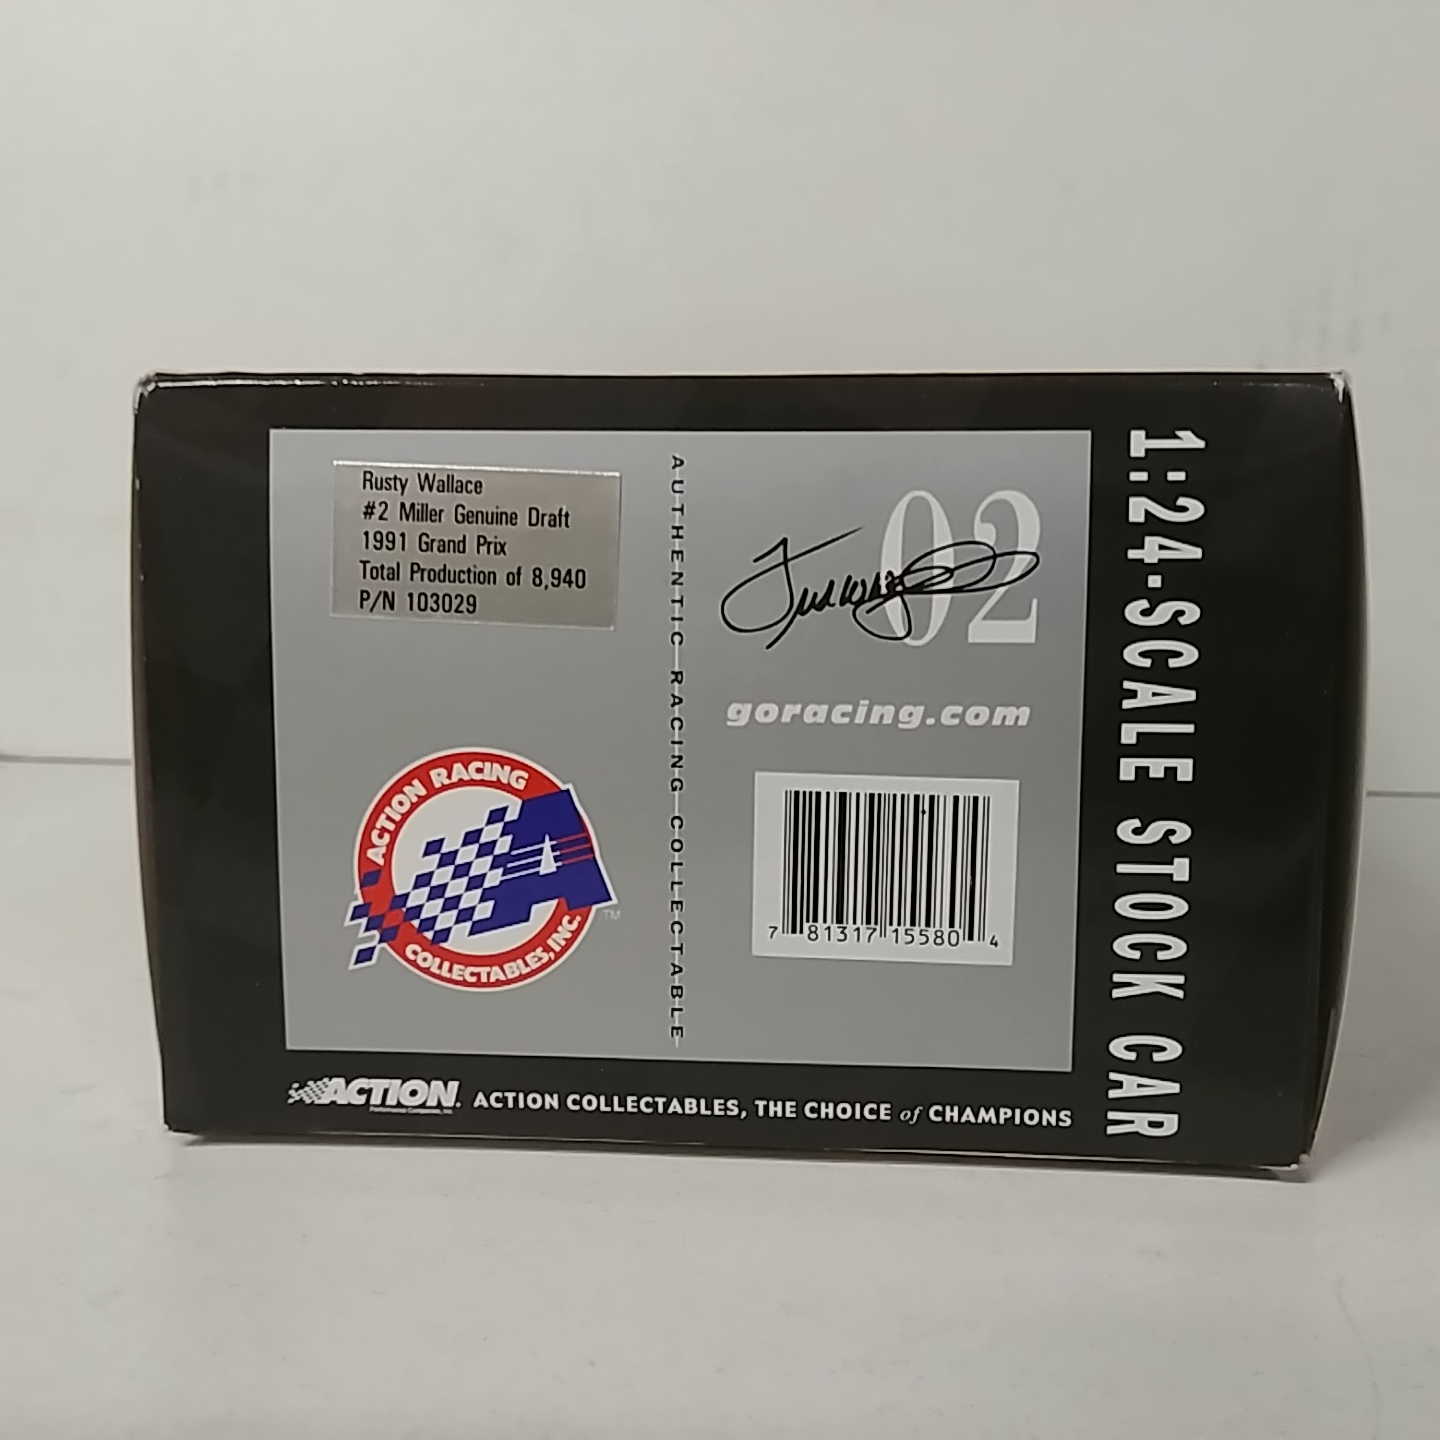 Rusty Wallace
#2 Miller Genuine Draft
1991 Grand Prix
Total Production of 8,940
P/N 103029
AUTHENTIC RACING COLLECTABLE
02
goracing.com
7 81317 15580 4
ACTION RACING
COLLECTABLES, INC.
A
TM
1:24-SCALE STOCK CAR
ACTION
ACTION COLLECTABLES, THE CHOICE of CHAMPIONS